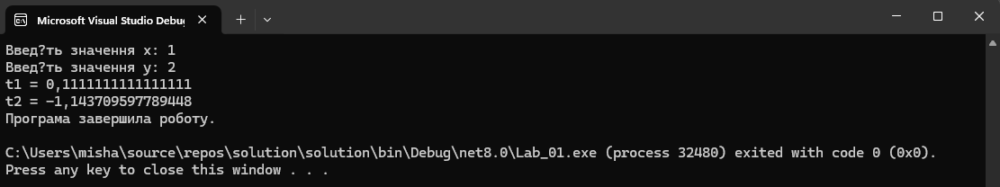 Microsoft Visual Studio Debug
Введ?ть значення x: 1
Введ?ть значення y: 2
t1 = 0,1111111111111111
t2 = -1,143709597789448
Програма завершила роботу.
C:\Users\misha\source\repos\solution\solution\bin\Debug\net8.0\Lab_01.exe (process 32480) exited with code 0 (0x0).
Press any key to close this window . . .